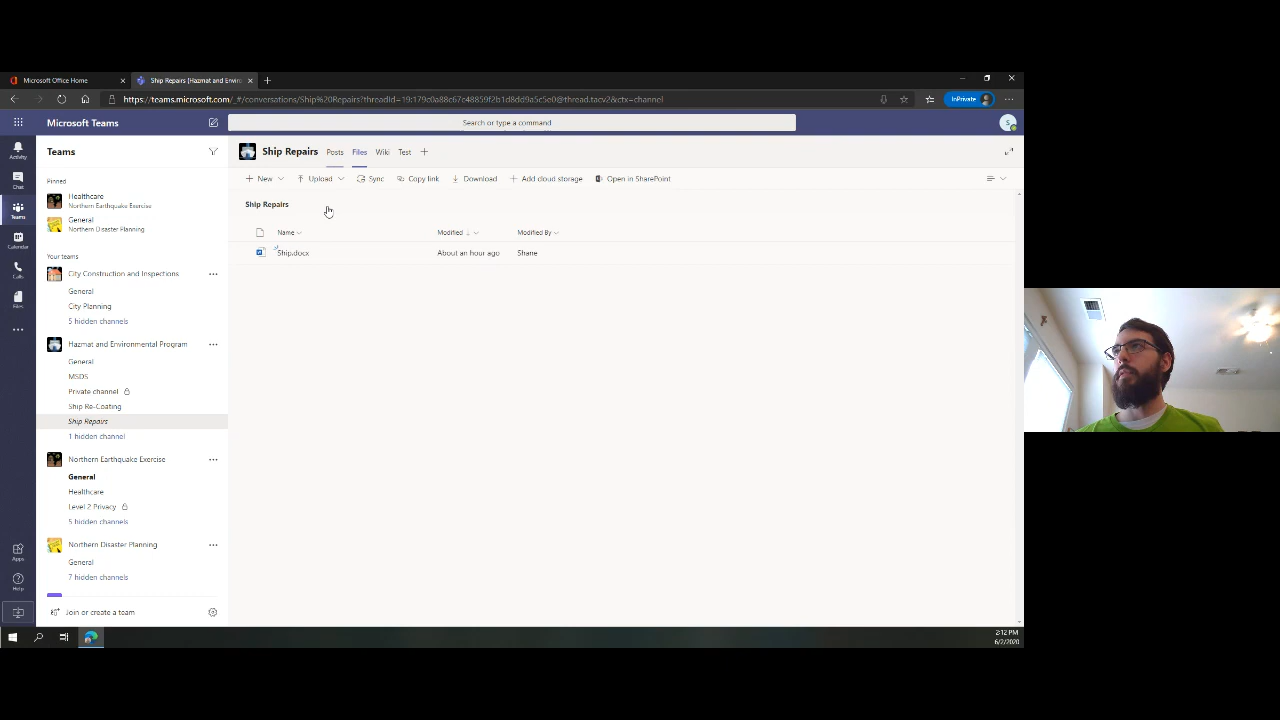 Microsoft Office Home
Ship Repairs (Hazmat and Enviro
https://teams.microsoft.com/_#/conversations/Ship%20Repairs?threadId=19:179c0a88c67e48859f2b1d8dd9a5c5e0@thread.tacv2&ctx=channel
InPrivate
Microsoft Teams
Search or type a command
S
Activity
Chat
Teams
Calendar
Calls
Files
Apps
Help
Teams
Pinned
Healthcare
Northern Earthquake Exercise
General
Northern Disaster Planning
Your teams
City Construction and Inspections
General
City Planning
5 hidden channels
Hazmat and Environmental Program
General
MSDS
Private channel
Ship Re-Coating
Ship Repairs
1 hidden channel
Northern Earthquake Exercise
General
Healthcare
Level 2 Privacy
5 hidden channels
Northern Disaster Planning
General
7 hidden channels
Join or create a team
Ship Repairs Posts Files Wiki Test
New Upload Sync Copy link Download Add cloud storage Open in SharePoint
Ship Repairs
Name Modified Modified By
Ship.docx About an hour ago Shane
2:12 PM
6/2/2020